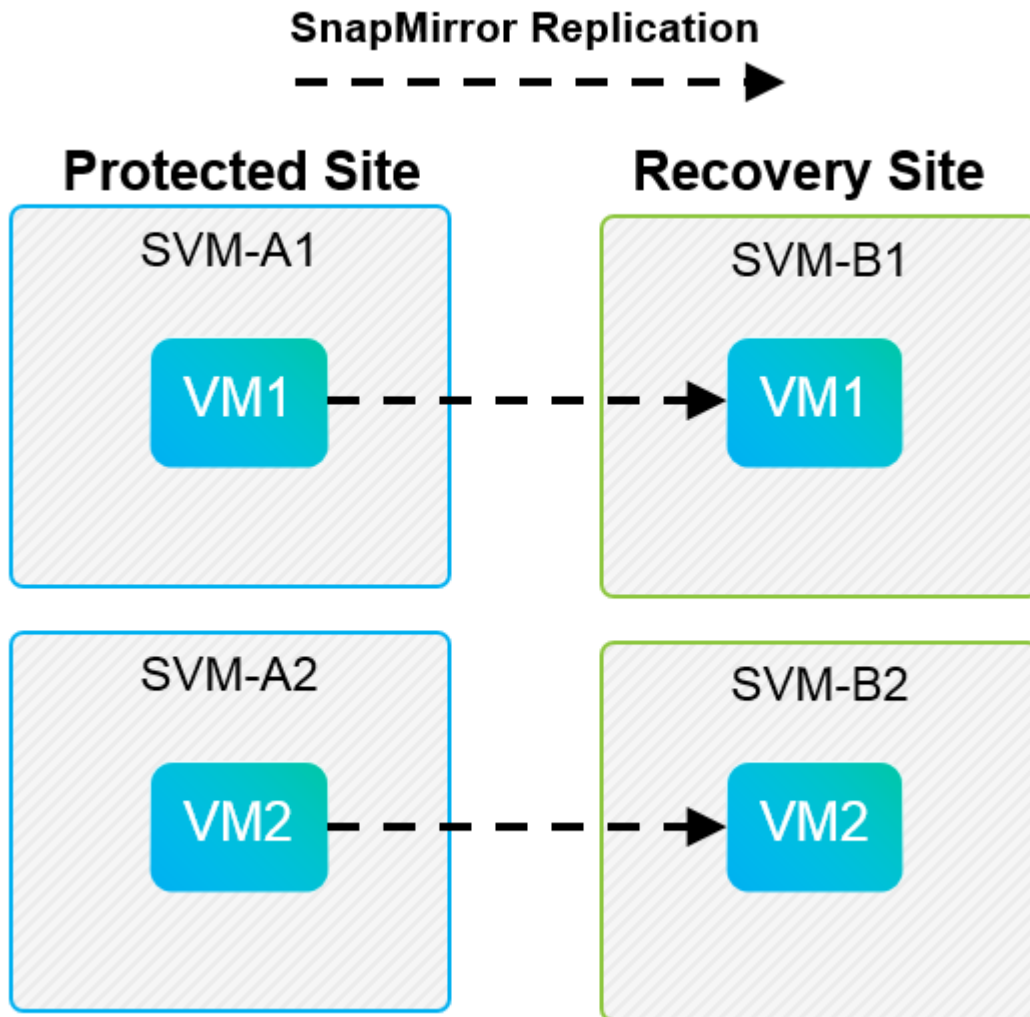 SnapMirror Replication
Protected Site
Recovery Site
SVM-A1
SVM-B1
VM1
VM1
SVM-A2
SVM-B2
VM2
VM2